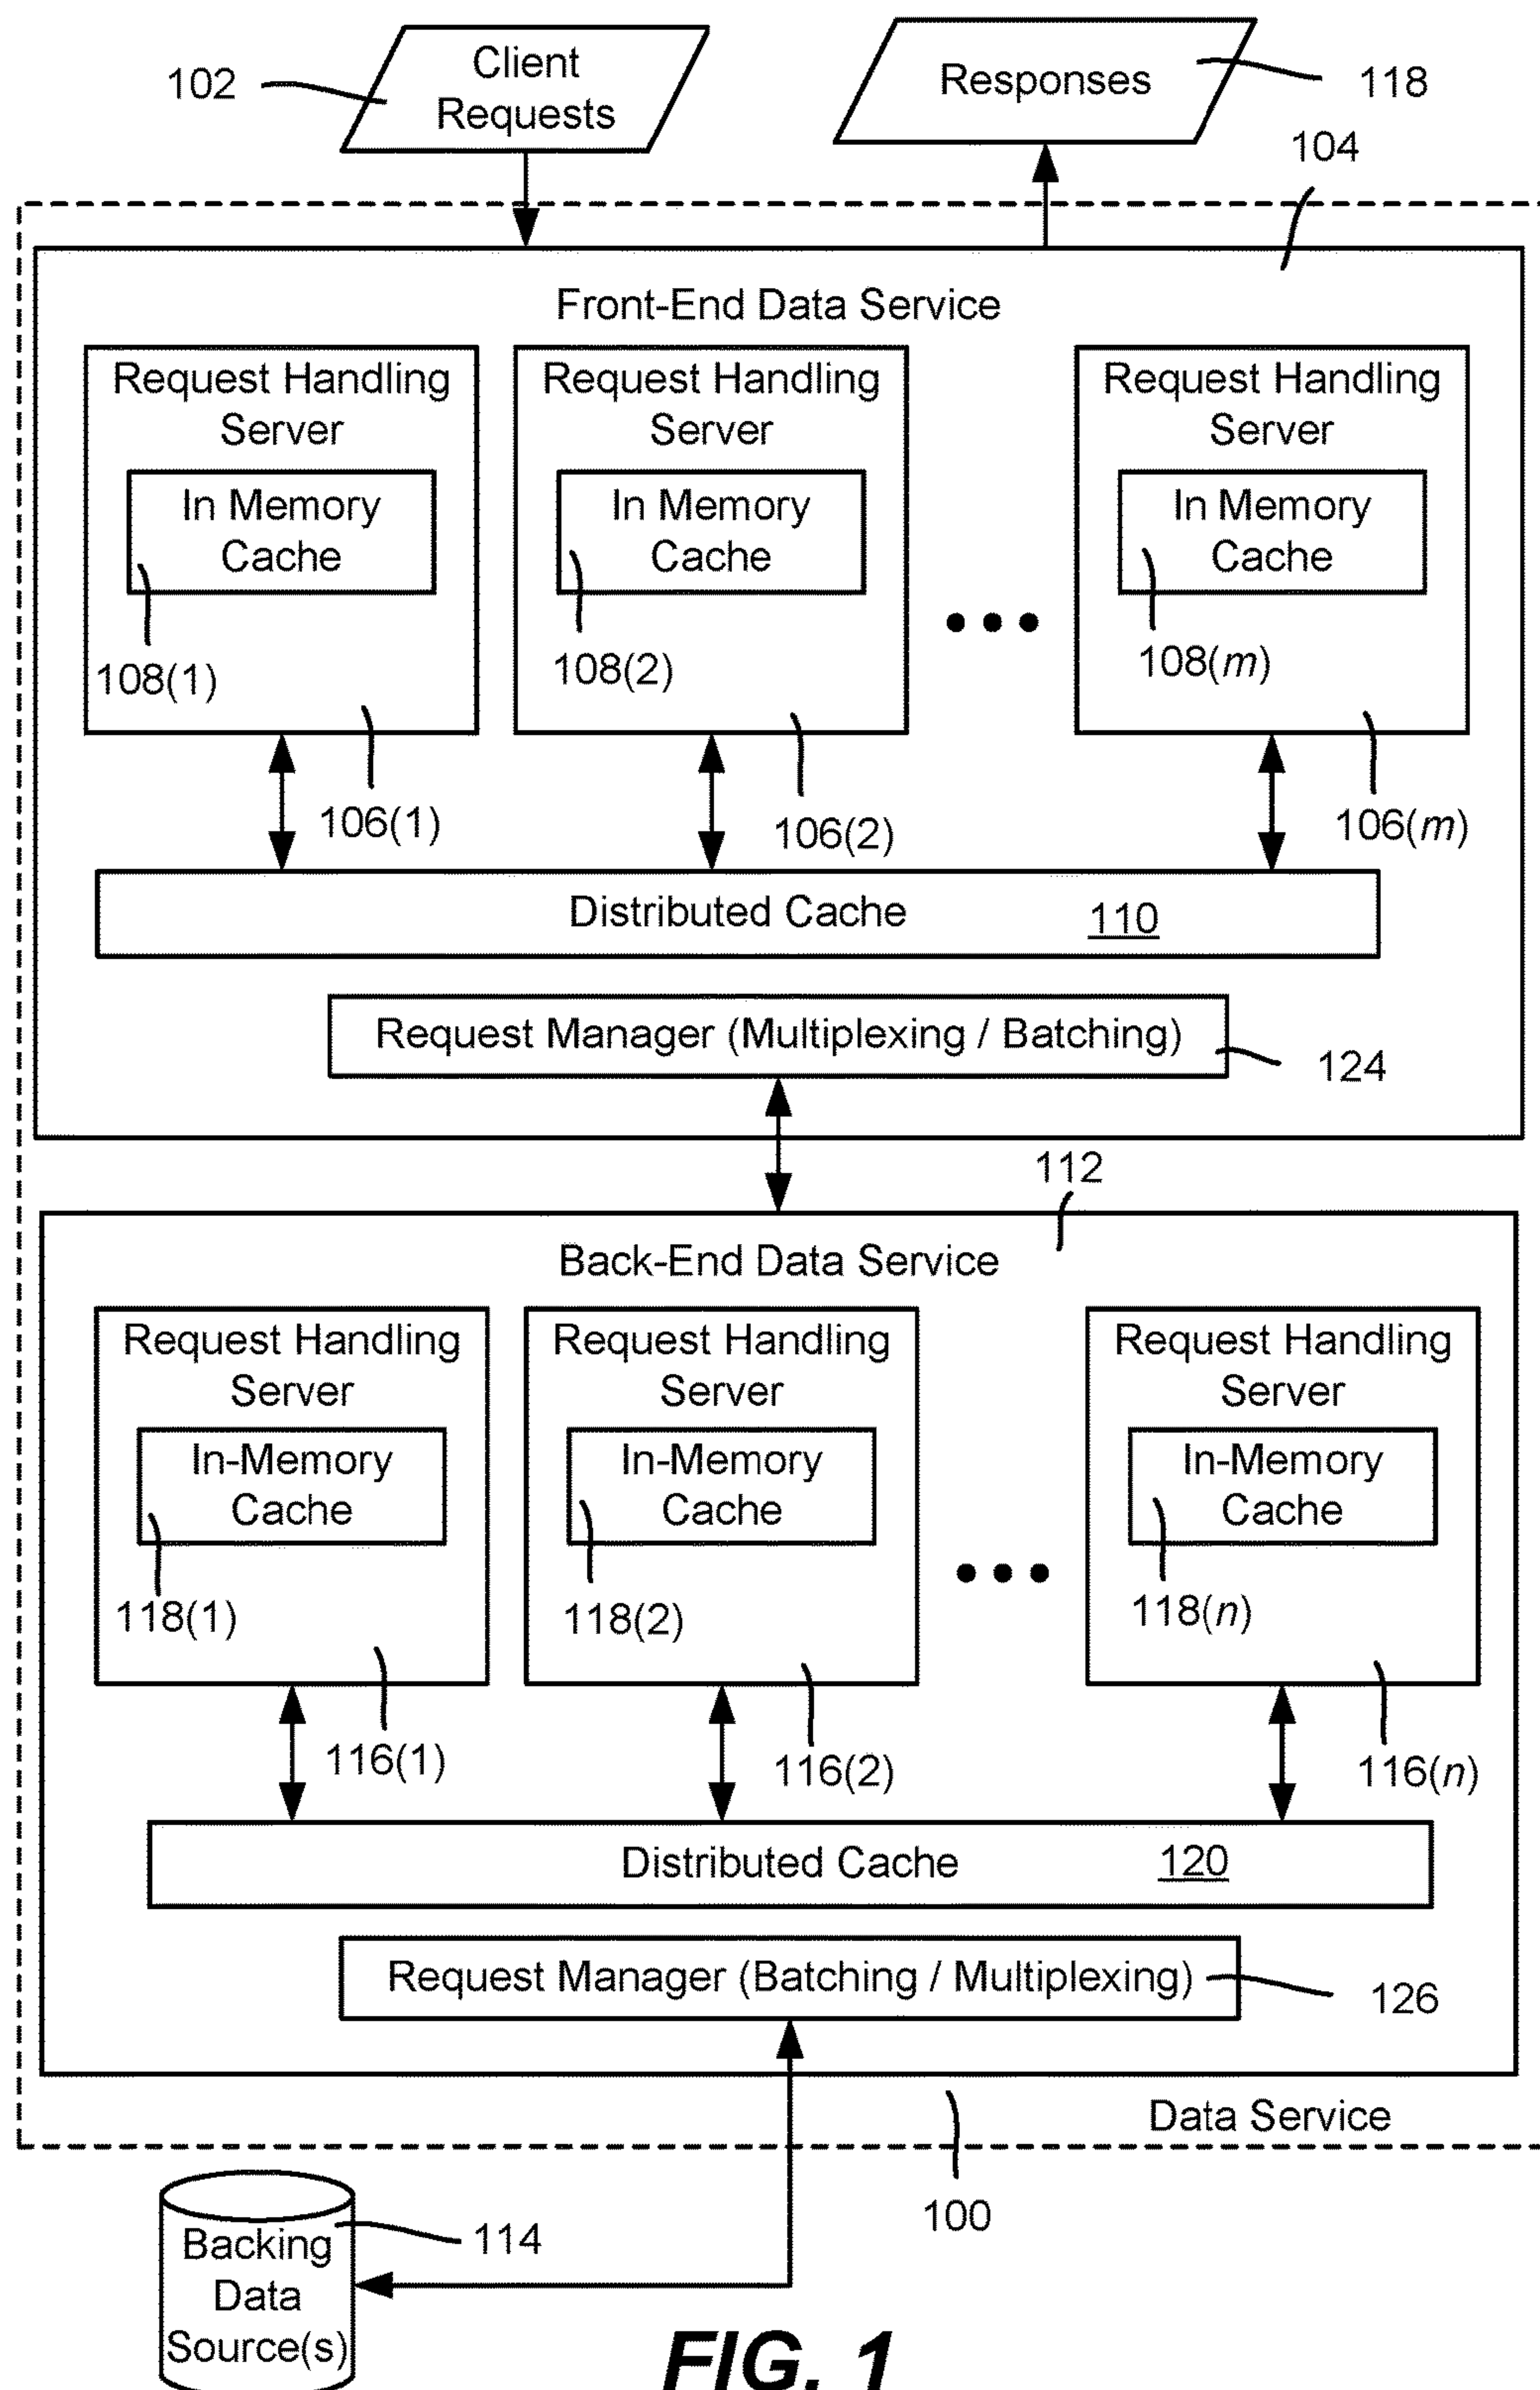 Client
Requests
102
Responses
118
104
Front-End Data Service
Request Handling
Server
In Memory
Cache
108(1)
106(1)
Request Handling
Server
In Memory
Cache
108(2)
106(2)
Request Handling
Server
In Memory
Cache
108(m)
106(m)
Distributed Cache 110
Request Manager (Multiplexing / Batching)
124
112
Back-End Data Service
Request Handling
Server
In-Memory
Cache
118(1)
116(1)
Request Handling
Server
In-Memory
Cache
118(2)
116(2)
Request Handling
Server
In-Memory
Cache
118(n)
116(n)
Distributed Cache 120
Request Manager (Batching / Multiplexing)
126
Data Service
100
Backing
Data
Source(s)
114
FIG. 1